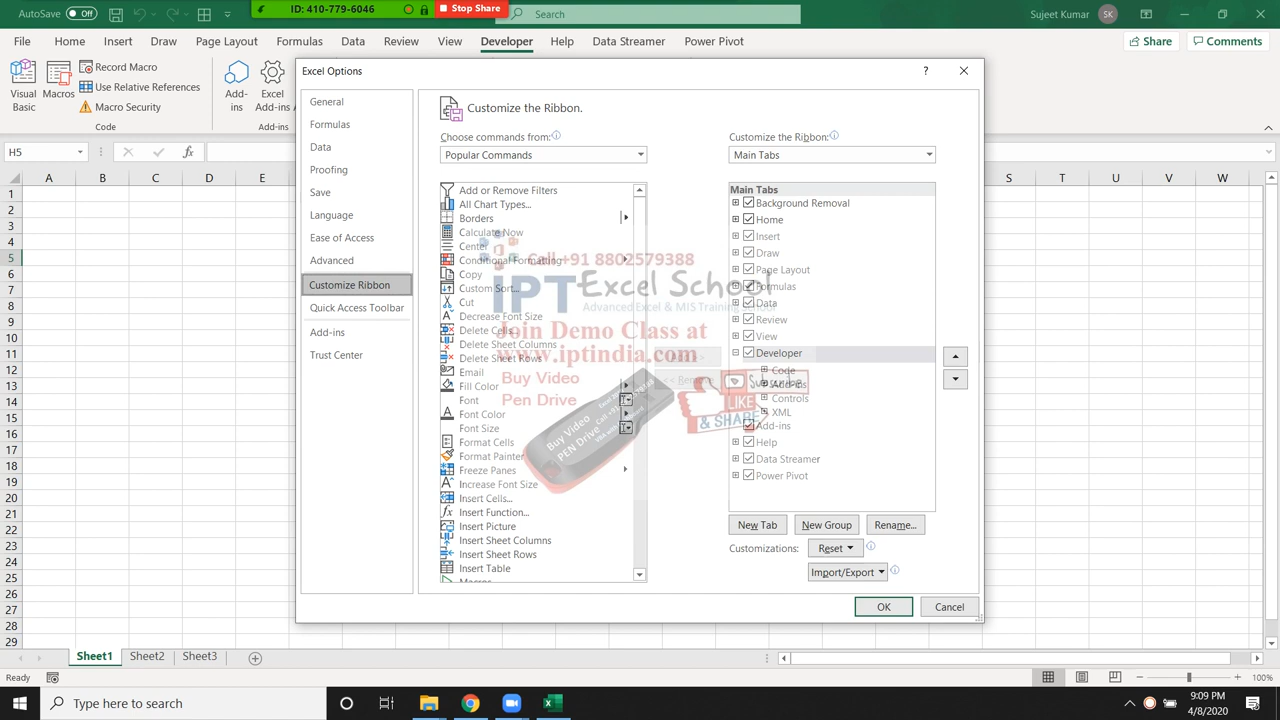 AutoSave Off
ID: 410-779-6046
Stop Share
Search
Sujeet Kumar
SK
File Home Insert Draw Page Layout Formulas Data Review View Developer Help Data Streamer Power Pivot
Share
Comments
Visual Basic
Macros
Record Macro
Use Relative References
Macro Security
Code
Add-ins
Excel Add-ins
Add-ins
Excel Options
?
General
Formulas
Data
Proofing
Save
Language
Ease of Access
Advanced
Customize Ribbon
Quick Access Toolbar
Add-ins
Trust Center
Customize the Ribbon.
Choose commands from:
Popular Commands
Add or Remove Filters
All Chart Types...
Borders
Calculate Now
Center
Conditional Formatting
Copy
Custom Sort...
Cut
Decrease Font Size
Delete Cells...
Delete Sheet Columns
Delete Sheet Rows
Email
Fill Color
Font
Font Color
Font Size
Format Cells
Format Painter
Freeze Panes
Increase Font Size
Insert Cells...
Insert Function...
Insert Picture
Insert Sheet Columns
Insert Sheet Rows
Insert Table
Macros
<< Remove
Customize the Ribbon:
Main Tabs
Main Tabs
Background Removal
Home
Insert
Draw
Page Layout
Formulas
Data
Review
View
Developer
Code
Add-ins
Controls
XML
Add-ins
Help
Data Streamer
Power Pivot
New Tab
New Group
Rename...
Customizations:
Reset
Import/Export
OK
Cancel
Call +91 8802579388
iPT Excel School
Advanced Excel & MIS Training School
Join Demo Class at
www.iptindia.com
Buy Video
Pen Drive
Buy Video
PEN Drive
LIKE
& SHARE
H5
fx
A B C D E S T U V W
1
2
3
4
5
6
7
8
9
10
11
12
13
14
15
16
17
18
19
20
21
22
23
24
25
26
27
28
29
Sheet1 Sheet2 Sheet3
Ready
100%
Type here to search
9:09 PM
4/8/2020